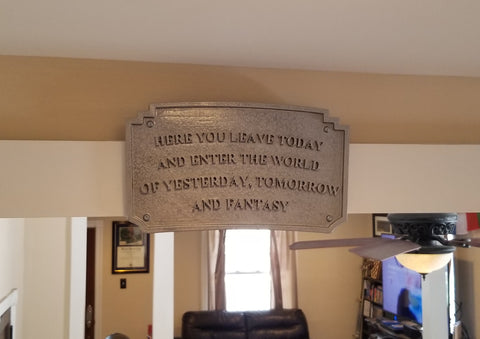 HERE YOU LEAVE TODAY
AND ENTER THE WORLD
OF YESTERDAY, TOMORROW
AND FANTASY